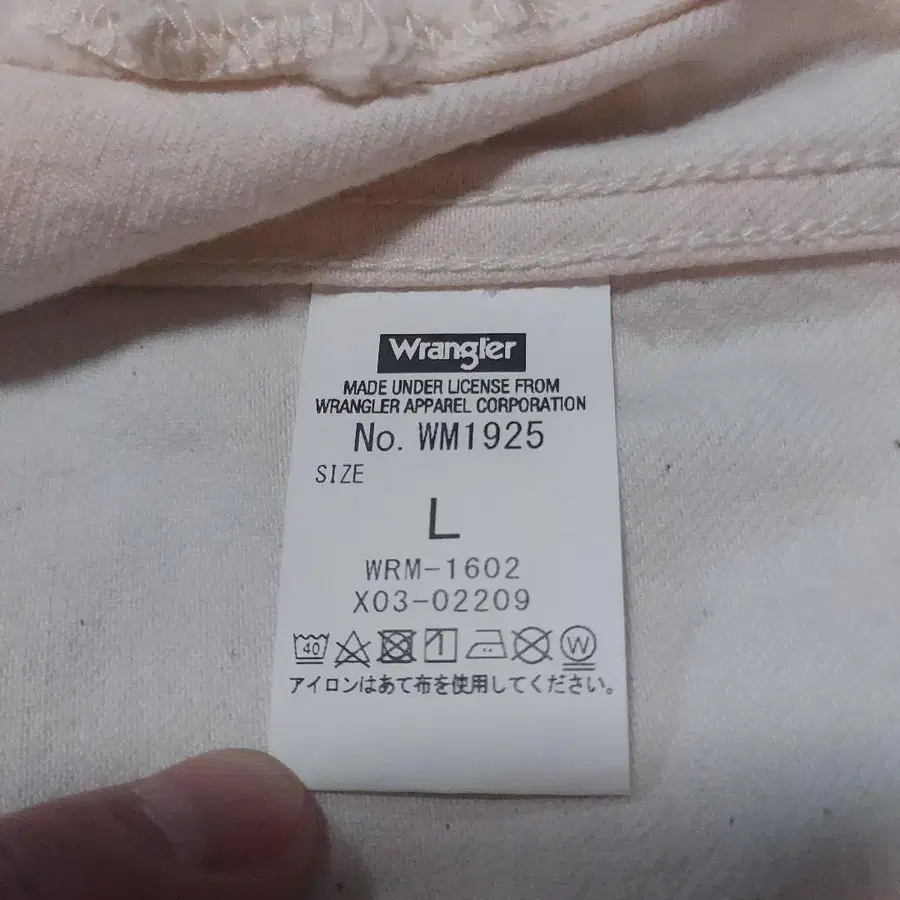 Wrangler
MADE UNDER LICENSE FROM
WRANGLER APPAREL CORPORATION
No. WM1925
SIZE
L
WRM-1602
X03-02209
40 W
アイロンはあて布を使用してください。